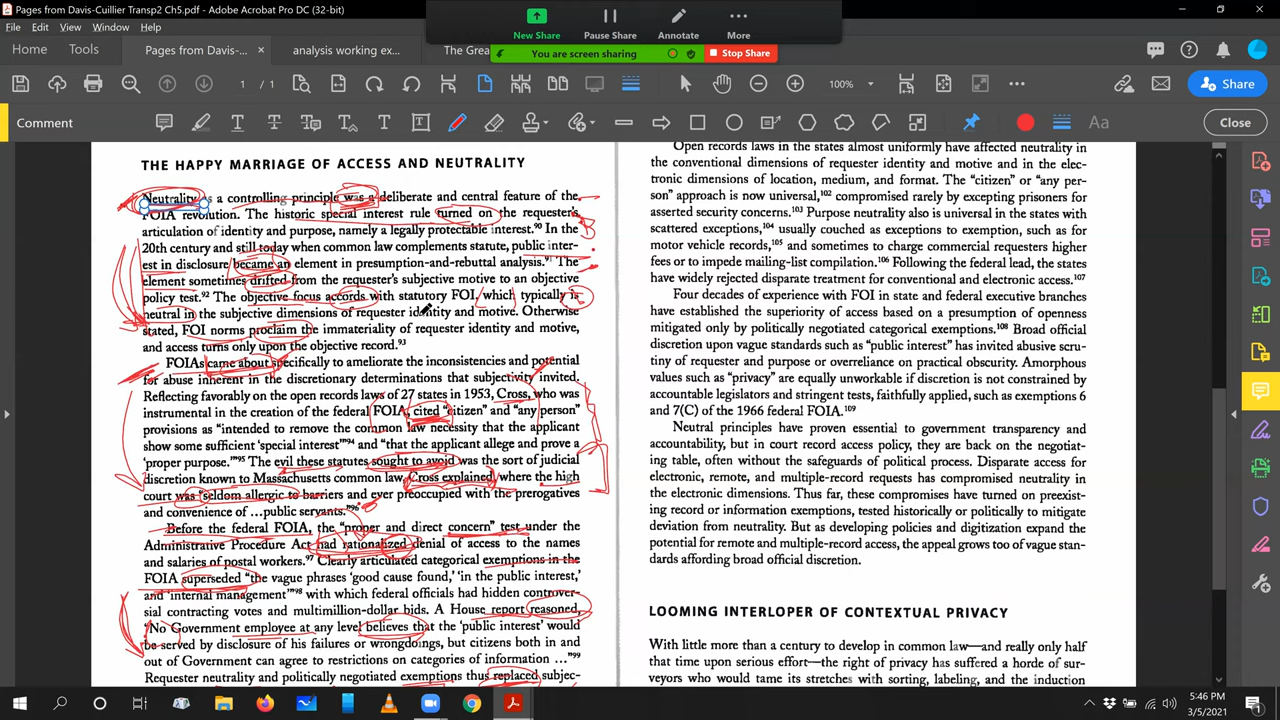 Pages from Davis-Cuillier Transp2 Ch5.pdf - Adobe Acrobat Pro DC (32-bit)
File Edit View Window Help
New Share Pause Share Annotate More
You are screen sharing Stop Share
Home Tools Pages from Davis-... × analysis working ex... The Grea
1 / 1 100% Share
Comment Close
THE HAPPY MARRIAGE OF ACCESS AND NEUTRALITY
Neutrality as a controlling principle was a deliberate and central feature of the
FOIA revolution. The historic special interest rule turned on the requester's
articulation of identity and purpose, namely a legally protectable interest.90 In the
20th century and still today when common law complements statute, public inter-
est in disclosure became an element in presumption-and-rebuttal analysis.91 The
element sometimes drifted from the requester's subjective motive to an objective
policy test.92 The objective focus accords with statutory FOI, which typically is
neutral in the subjective dimensions of requester identity and motive. Otherwise
stated, FOI norms proclaim the immateriality of requester identity and motive,
and access turns only upon the objective record.93
FOIAs came about specifically to ameliorate the inconsistencies and potential
for abuse inherent in the discretionary determinations that subjectivity invited.
Reflecting favorably on the open records laws of 27 states in 1953, Cross, who was
instrumental in the creation of the federal FOIA, cited "citizen" and "any person"
provisions as "intended to remove the common law necessity that the applicant
show some sufficient 'special interest'"94 and "that the applicant allege and prove a
'proper purpose.'"95 The evil these statutes sought to avoid was the sort of judicial
discretion known to Massachusetts common law, Cross explained, where the high
court was "seldom allergic to barriers and ever preoccupied with the prerogatives
and convenience of ...public servants."96
Before the federal FOIA, the "proper and direct concern" test under the
Administrative Procedure Act had rationalized denial of access to the names
and salaries of postal workers.97 Clearly articulated categorical exemptions in the
FOIA superseded "the vague phrases 'good cause found,' 'in the public interest,'
and 'internal management'"98 with which federal officials had hidden controver-
sial contracting votes and multimillion-dollar bids. A House report reasoned,
"No Government employee at any level believes that the 'public interest' would
be served by disclosure of his failures or wrongdoings, but citizens both in and
out of Government can agree to restrictions on categories of information ..."99
Requester neutrality and politically negotiated exemptions thus replaced subjec-
Open records laws in the states almost uniformly have affected neutrality in
the conventional dimensions of requester identity and motive and in the elec-
tronic dimensions of location, medium, and format. The "citizen" or "any per-
son" approach is now universal,102 compromised rarely by excepting prisoners for
asserted security concerns.103 Purpose neutrality also is universal in the states with
scattered exceptions,104 usually couched as exceptions to exemption, such as for
motor vehicle records,105 and sometimes to charge commercial requesters higher
fees or to impede mailing-list compilation.106 Following the federal lead, the states
have widely rejected disparate treatment for conventional and electronic access.107
Four decades of experience with FOI in state and federal executive branches
have established the superiority of access based on a presumption of openness
mitigated only by politically negotiated categorical exemptions.108 Broad official
discretion upon vague standards such as "public interest" has invited abusive scru-
tiny of requester and purpose or overreliance on practical obscurity. Amorphous
values such as "privacy" are equally unworkable if discretion is not constrained by
accountable legislators and stringent tests, faithfully applied, such as exemptions 6
and 7(C) of the 1966 federal FOIA.109
Neutral principles have proven essential to government transparency and
accountability, but in court record access policy, they are back on the negotiat-
ing table, often without the safeguards of political process. Disparate access for
electronic, remote, and multiple-record requests has compromised neutrality in
the electronic dimensions. Thus far, these compromises have turned on preexist-
ing record or information exemptions, tested historically or politically to mitigate
deviation from neutrality. But as developing policies and digitization expand the
potential for remote and multiple-record access, the appeal grows too of vague stan-
dards affording broad official discretion.
LOOMING INTERLOPER OF CONTEXTUAL PRIVACY
With little more than a century to develop in common law—and really only half
that time upon serious effort—the right of privacy has suffered a horde of sur-
veyors who would tame its stretches with sorting, labeling, and the induction
5:46 PM
3/5/2021